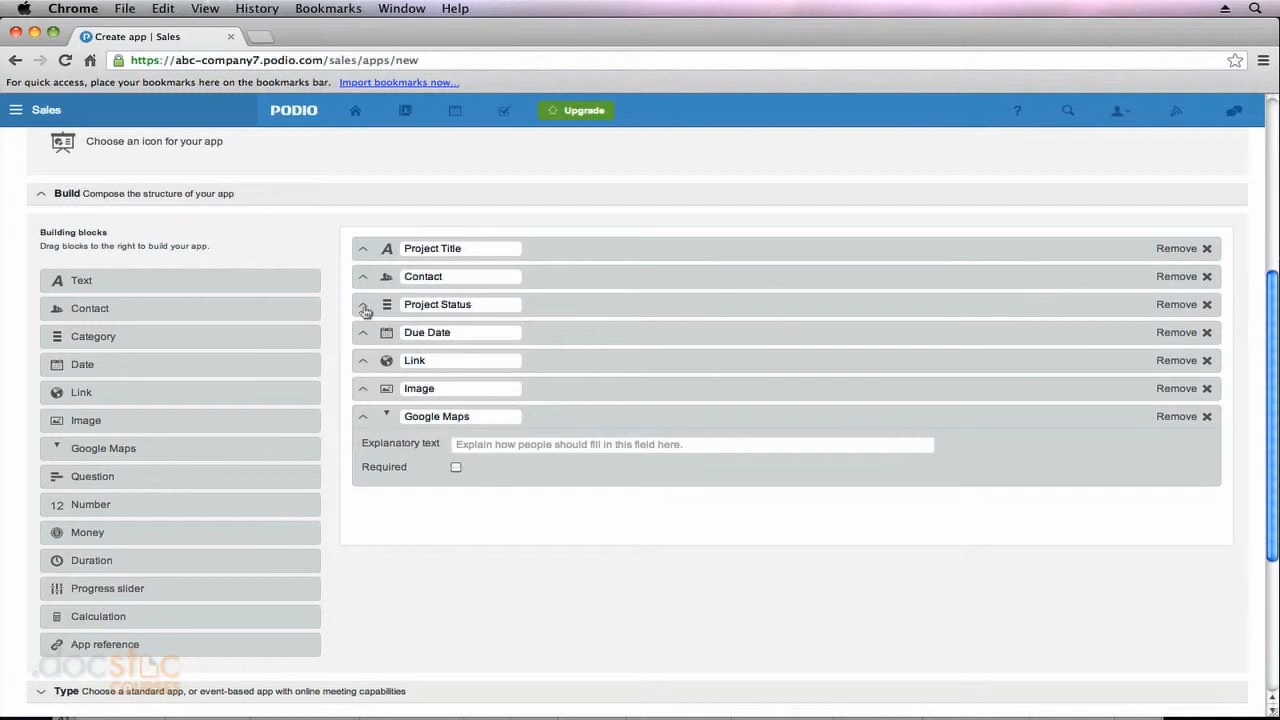 Chrome File Edit View History Bookmarks Window Help
Create app | Sales
https://abc-company7.podio.com/sales/apps/new
For quick access, place your bookmarks here on the bookmarks bar. Import bookmarks now...
Sales PODIO Upgrade ?
Choose an icon for your app
Build Compose the structure of your app
Building blocks
Drag blocks to the right to build your app.
Text
Contact
Category
Date
Link
Image
Google Maps
Question
12 Number
Money
Duration
Progress slider
Calculation
App reference
Project Title Remove
Contact Remove
Project Status Remove
Due Date Remove
Link Remove
Image Remove
Google Maps Remove
Explanatory text Explain how people should fill in this field here.
Required
.docstoc
COURSES
Type Choose a standard app, or event-based app with online meeting capabilities